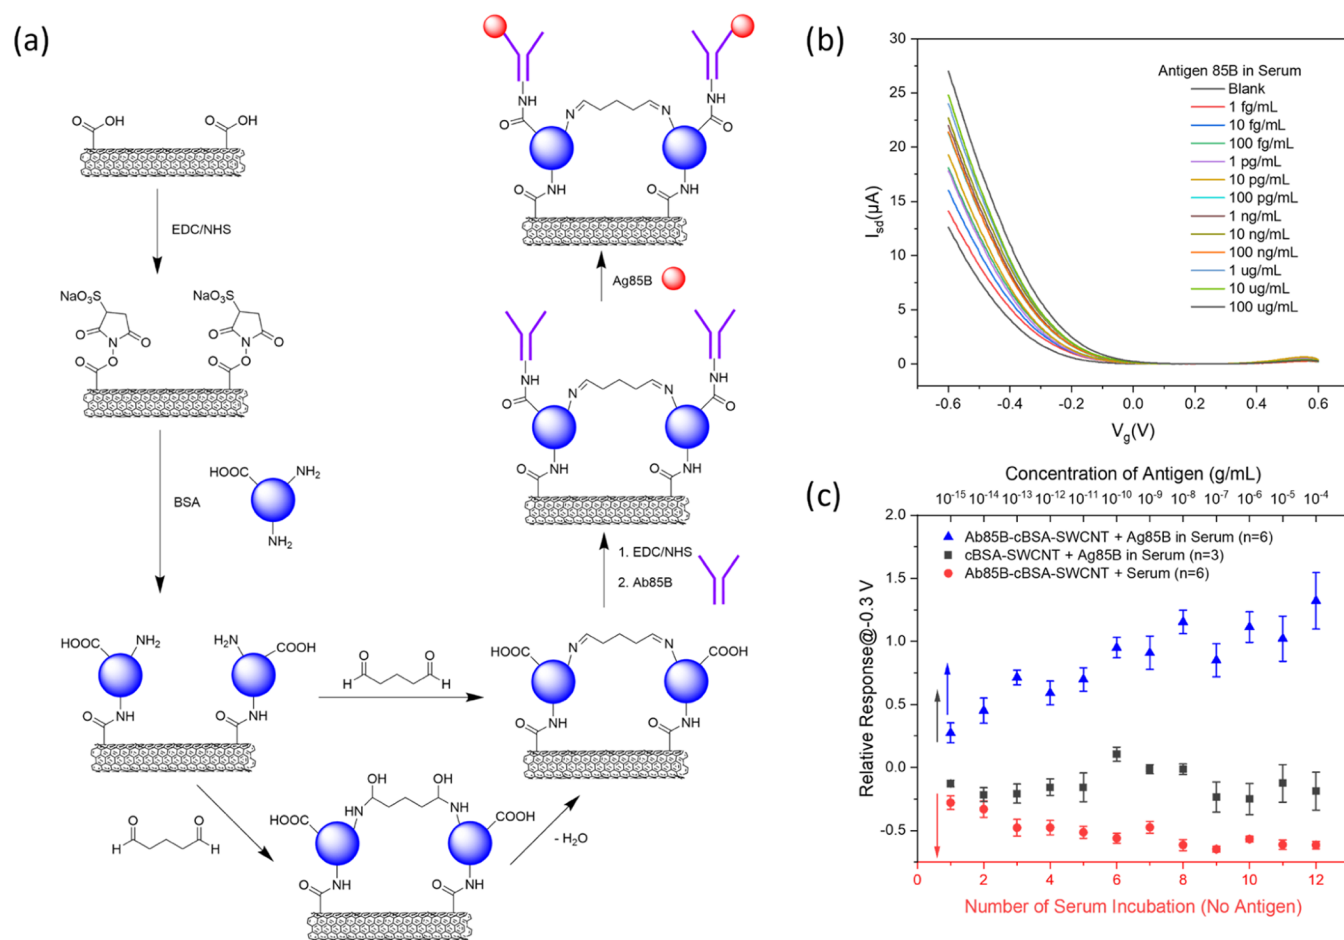 (a)
O
OH
O
OH
EDC/NHS
NaO₃S
NaO₃S
O
N
O
O
N
O
O
O
O
O
BSA
HOOC
NH₂
NH₂
HOOC
NH₂
H₂N
COOH
O
NH
O
NH
O
O
H
H
O
O
H
H
OH
OH
HOOC
HN
HN
COOH
O
NH
O
NH
- H₂O
HOOC
N
N
COOH
O
NH
O
NH
1. EDC/NHS
2. Ab85B
NH
NH
O
N
N
O
O
NH
O
NH
Ag85B
NH
NH
O
N
N
O
O
NH
O
NH
(b)
30
25
20
15
10
5
0
Isd(μA)
Antigen 85B in Serum
Blank
1 fg/mL
10 fg/mL
100 fg/mL
1 pg/mL
10 pg/mL
100 pg/mL
1 ng/mL
10 ng/mL
100 ng/mL
1 ug/mL
10 ug/mL
100 ug/mL
-0.6 -0.4 -0.2 0.0 0.2 0.4 0.6
Vg(V)
(c)
Concentration of Antigen (g/mL)
10⁻¹⁵ 10⁻¹⁴ 10⁻¹³ 10⁻¹² 10⁻¹¹ 10⁻¹⁰ 10⁻⁹ 10⁻⁸ 10⁻⁷ 10⁻⁶ 10⁻⁵ 10⁻⁴
2.0
1.5
1.0
0.5
0.0
-0.5
Relative Response@-0.3 V
Ab85B-cBSA-SWCNT + Ag85B in Serum (n=6)
cBSA-SWCNT + Ag85B in Serum (n=3)
Ab85B-cBSA-SWCNT + Serum (n=6)
0 2 4 6 8 10 12
Number of Serum Incubation (No Antigen)